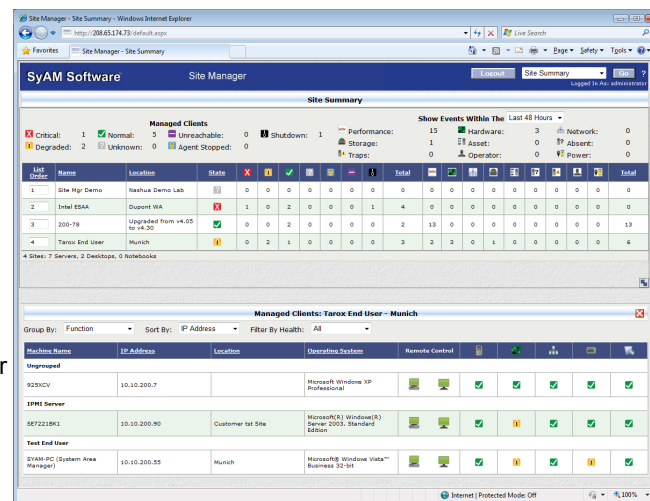 Site Manager - Site Summary - Windows Internet Explorer
http://208.65.174.73/default.aspx
Live Search
Favorites Site Manager - Site Summary Page Safety Tools
SyAM Software Site Manager Logout Site Summary Go ?
Logged In As: administrator
Site Summary
Managed Clients Show Events Within The Last 48 Hours
Critical: 1 Normal: 5 Unreachable: 0 Shutdown: 1 Performance: 15 Hardware: 3 Network: 0
Degraded: 2 Unknown: 0 Agent Stopped: 0 Storage: 1 Asset: 0 Absent: 0
Traps: 0 Operator: 0 Power: 0
List Order Name Location State Total Total
1 Site Mgr Demo Nashua Demo Lab 0 0 0 0 0 0 0 0 0 0 0 0 0 0 0 0 0 0
2 Intel ESAA Dupont WA 1 0 2 0 0 0 1 4 0 0 0 0 0 0 0 0 0 0
3 200-78 Upgraded from v4.05 to v4.30 0 0 2 0 0 0 0 2 13 0 0 0 0 0 0 0 0 13
4 Tarox End User Munich 0 2 1 0 0 0 0 3 2 3 0 1 0 0 0 0 0 6
4 Sites: 7 Servers, 2 Desktops, 0 Notebooks
Managed Clients: Tarox End User - Munich
Group By: Function Sort By: IP Address Filter By Health: All
Machine Name IP Address Location Operating System Remote Control
Ungrouped
925XCV 10.10.200.7 Microsoft Windows XP Professional
IPMI Server
SE7221BK1 10.10.200.90 Customer tst Site Microsoft(R) Windows(R) Server 2003, Standard Edition
Test End User
SYAM-PC (System Area Manager) 10.10.200.55 Munich Microsoft® Windows Vista™ Business 32-bit
Internet | Protected Mode: Off 100%